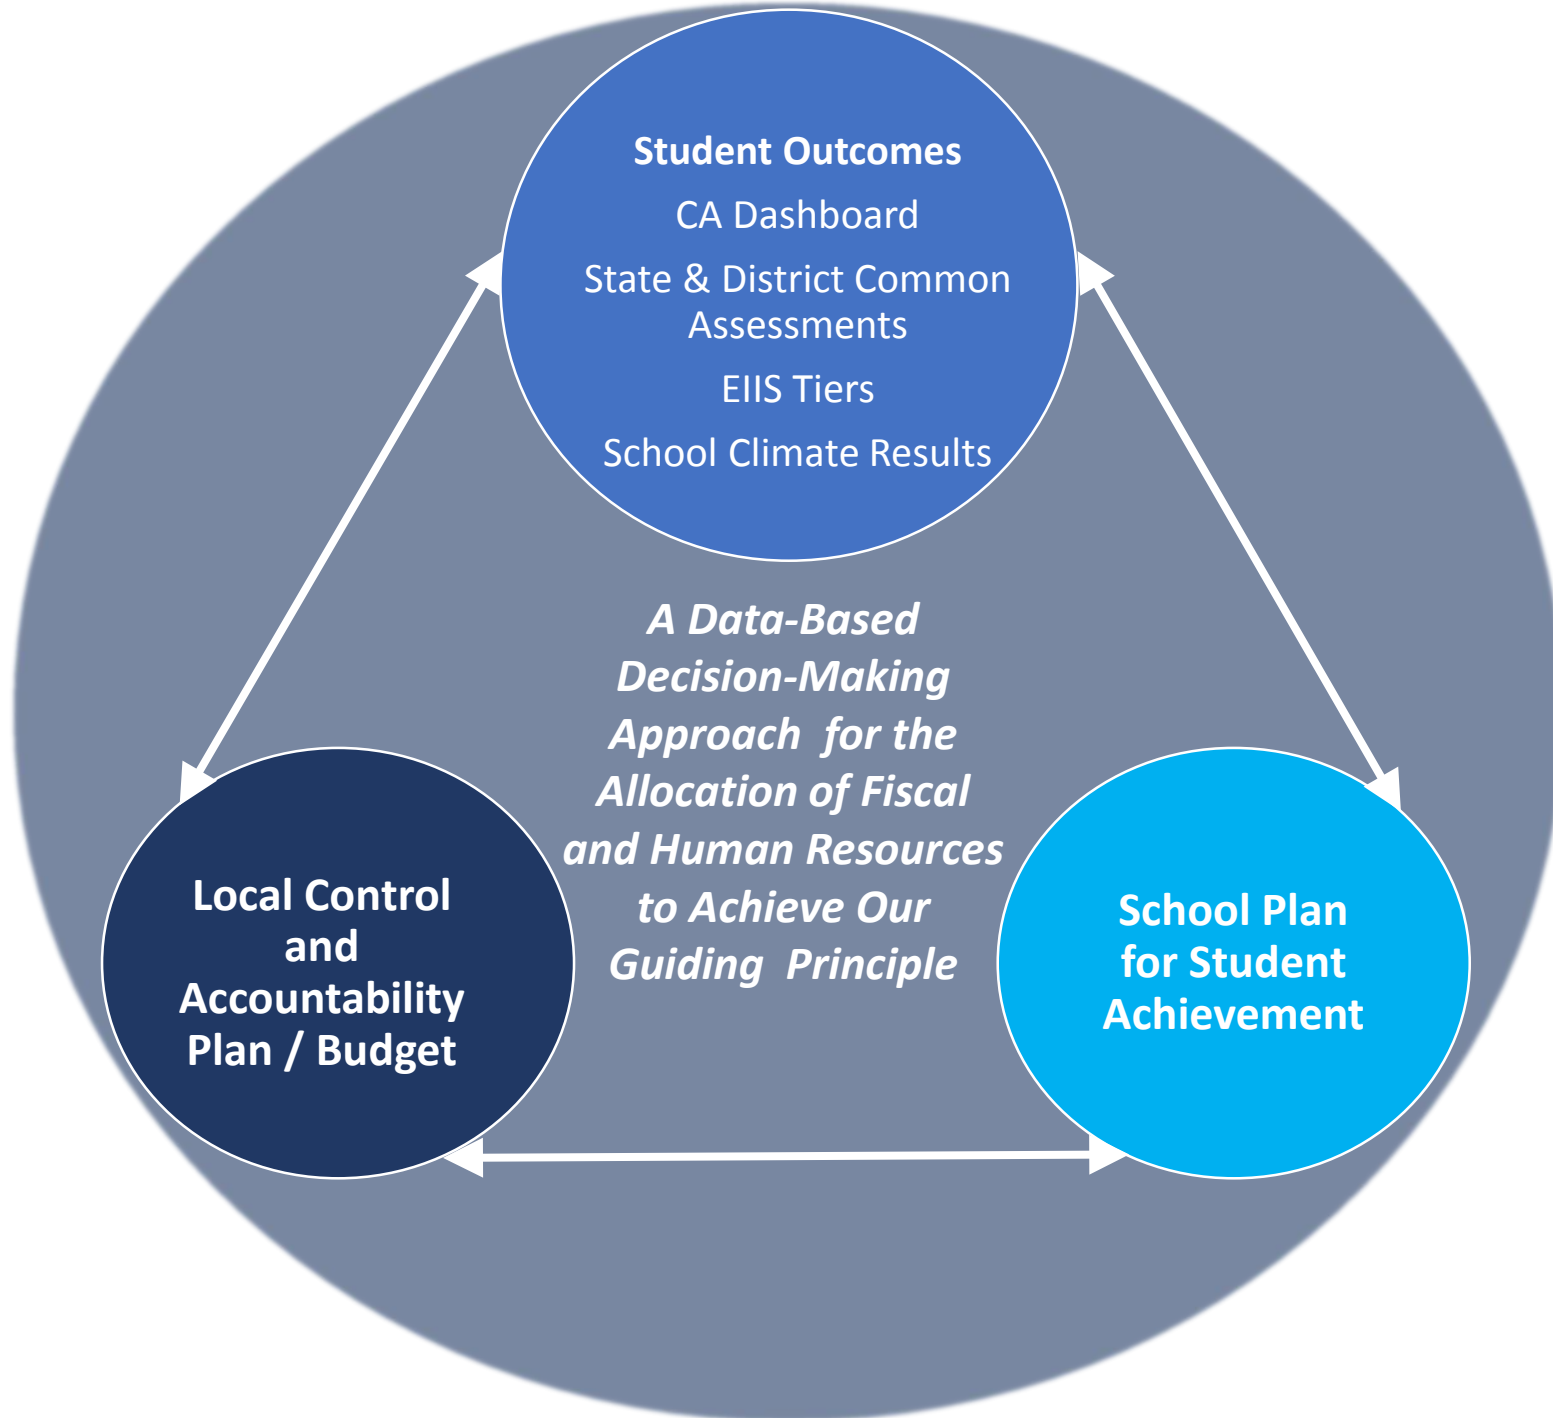 Student Outcomes
CA Dashboard
State & District Common
Assessments
EIIS Tiers
School Climate Results
A Data-Based
Decision-Making
Approach  for the
Allocation of Fiscal
and Human Resources
to Achieve Our
Guiding  Principle
Local Control
and
Accountability
Plan / Budget
School Plan
for Student
Achievement